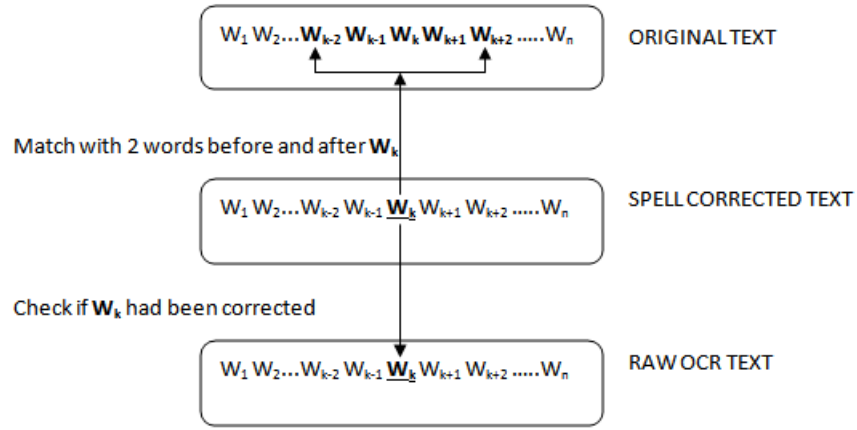 W₁ W₂...Wₖ₋₂ Wₖ₋₁ Wₖ Wₖ₊₁ Wₖ₊₂ .....Wₙ
ORIGINAL TEXT
Match with 2 words before and after Wₖ
W₁ W₂...Wₖ₋₂ Wₖ₋₁ Wₖ Wₖ₊₁ Wₖ₊₂ .....Wₙ
SPELL CORRECTED TEXT
Check if Wₖ had been corrected
W₁ W₂...Wₖ₋₂ Wₖ₋₁ Wₖ Wₖ₊₁ Wₖ₊₂ .....Wₙ
RAW OCR TEXT